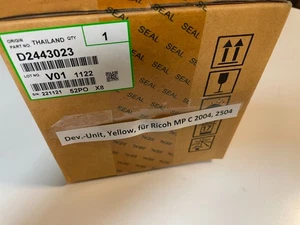 ORIGIN THAILAND QTY
PART NO. 1
D2443023
LOT NO. V01 1122
S/N: 221121 52PO X8
SEAL SEAL SEAL SEAL SEAL
Dev.-Unit, Yellow, für Ricoh MP C 2004, 2504